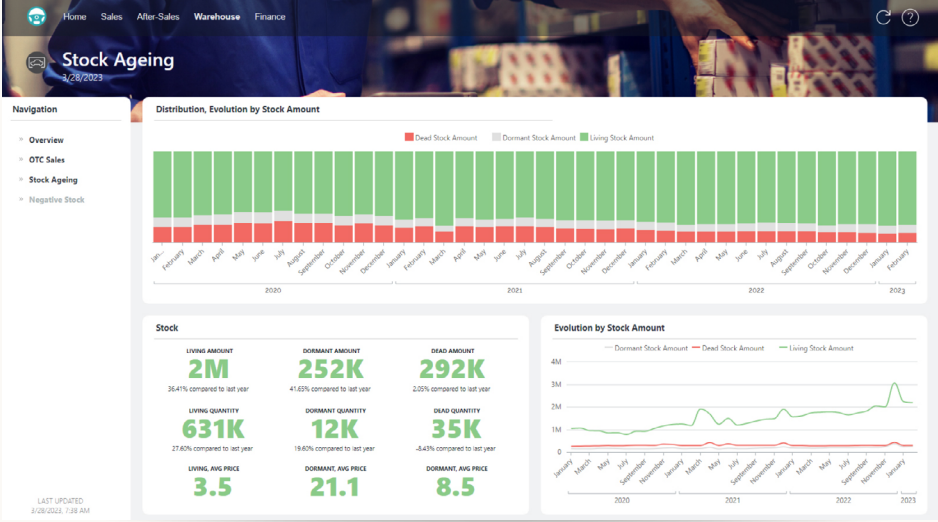 Home Sales After-Sales Warehouse Finance
Stock Ageing
3/28/2023
Navigation
Overview
OTC Sales
Stock Ageing
Negative Stock
LAST UPDATED
3/28/2023, 7:38 AM
Distribution, Evolution by Stock Amount
Dead Stock Amount Dormant Stock Amount Living Stock Amount
Jan... February March April May June July August September October November December January February March April May June July August September October November December January February March April May June July August September October November December January February
2020 2021 2022 2023
Stock
LIVING AMOUNT DORMANT AMOUNT DEAD AMOUNT
2M 252K 292K
36.41% compared to last year 41.65% compared to last year 2.05% compared to last year
LIVING QUANTITY DORMANT QUANTITY DEAD QUANTITY
631K 12K 35K
27.60% compared to last year 19.60% compared to last year -8.43% compared to last year
LIVING, AVG PRICE DORMANT, AVG PRICE DORMANT, AVG PRICE
3.5 21.1 8.5
Evolution by Stock Amount
Dormant Stock Amount Dead Stock Amount Living Stock Amount
4M
3M
2M
1M
0
January March May July September November January March May July September November January March May July September November January
2020 2021 2022 2023